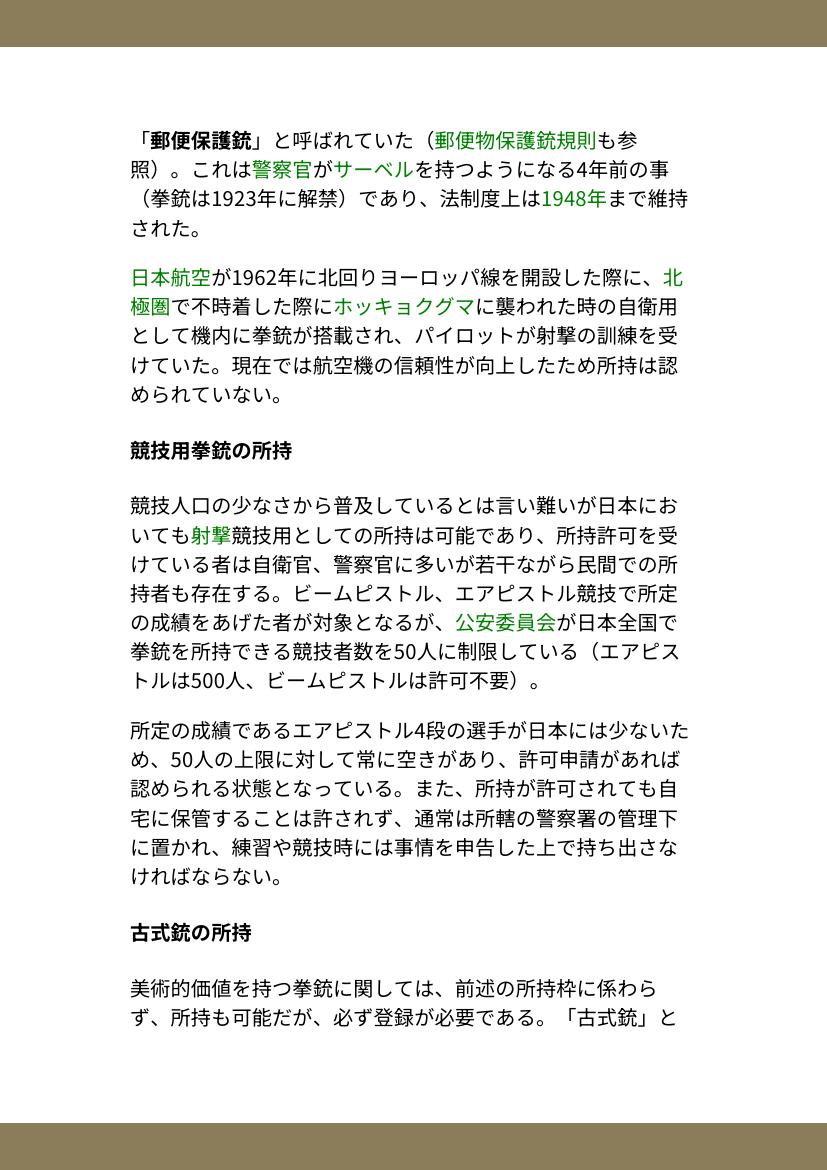 「郵便保護銃」と呼ばれていた（郵便物保護銃規則も参
照）。これは警察官がサーベルを持つようになる4年前の事
（拳銃は1923年に解禁）であり、法制度上は1948年まで維持
された。
日本航空が1962年に北回りヨーロッパ線を開設した際に、北
極圏で不時着した際にホッキョクグマに襲われた時の自衛用
として機内に拳銃が搭載され、パイロットが射撃の訓練を受
けていた。現在では航空機の信頼性が向上したため所持は認
められていない。
競技用拳銃の所持
競技人口の少なさから普及しているとは言い難いが日本にお
いても射撃競技用としての所持は可能であり、所持許可を受
けている者は自衛官、警察官に多いが若干ながら民間での所
持者も存在する。ビームピストル、エアピストル競技で所定
の成績をあげた者が対象となるが、公安委員会が日本全国で
拳銃を所持できる競技者数を50人に制限している（エアピス
トルは500人、ビームピストルは許可不要）。
所定の成績であるエアピストル4段の選手が日本には少ないた
め、50人の上限に対して常に空きがあり、許可申請があれば
認められる状態となっている。また、所持が許可されても自
宅に保管することは許されず、通常は所轄の警察署の管理下
に置かれ、練習や競技時には事情を申告した上で持ち出さな
ければならない。
古式銃の所持
美術的価値を持つ拳銃に関しては、前述の所持枠に係わら
ず、所持も可能だが、必ず登録が必要である。「古式銃」と